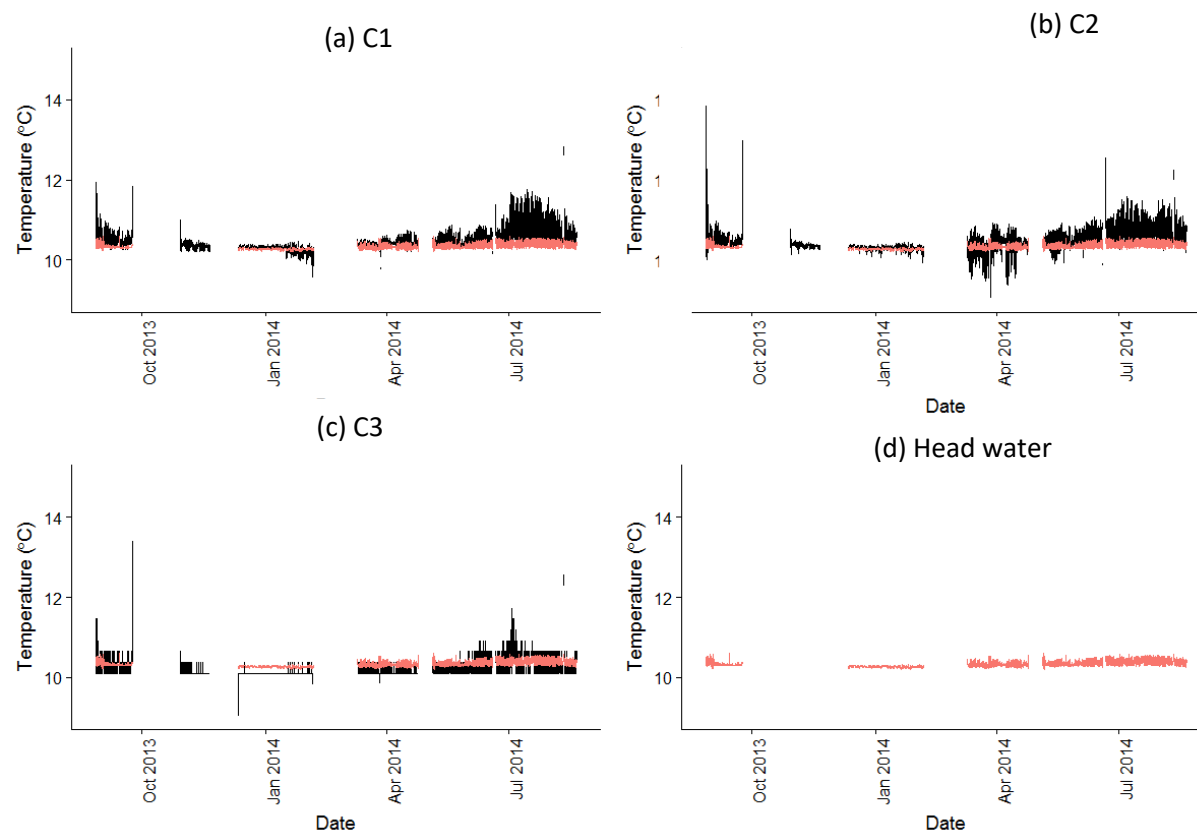 (a) C1
Temperature (°C)
14
12
10
Oct 2013
Jan 2014
Apr 2014
Jul 2014
(b) C2
Temperature (°C)
1
1
1
Oct 2013
Jan 2014
Apr 2014
Jul 2014
Date
(c) C3
Temperature (°C)
14
12
10
Oct 2013
Jan 2014
Apr 2014
Jul 2014
Date
(d) Head water
Temperature (°C)
14
12
10
Oct 2013
Jan 2014
Apr 2014
Jul 2014
Date